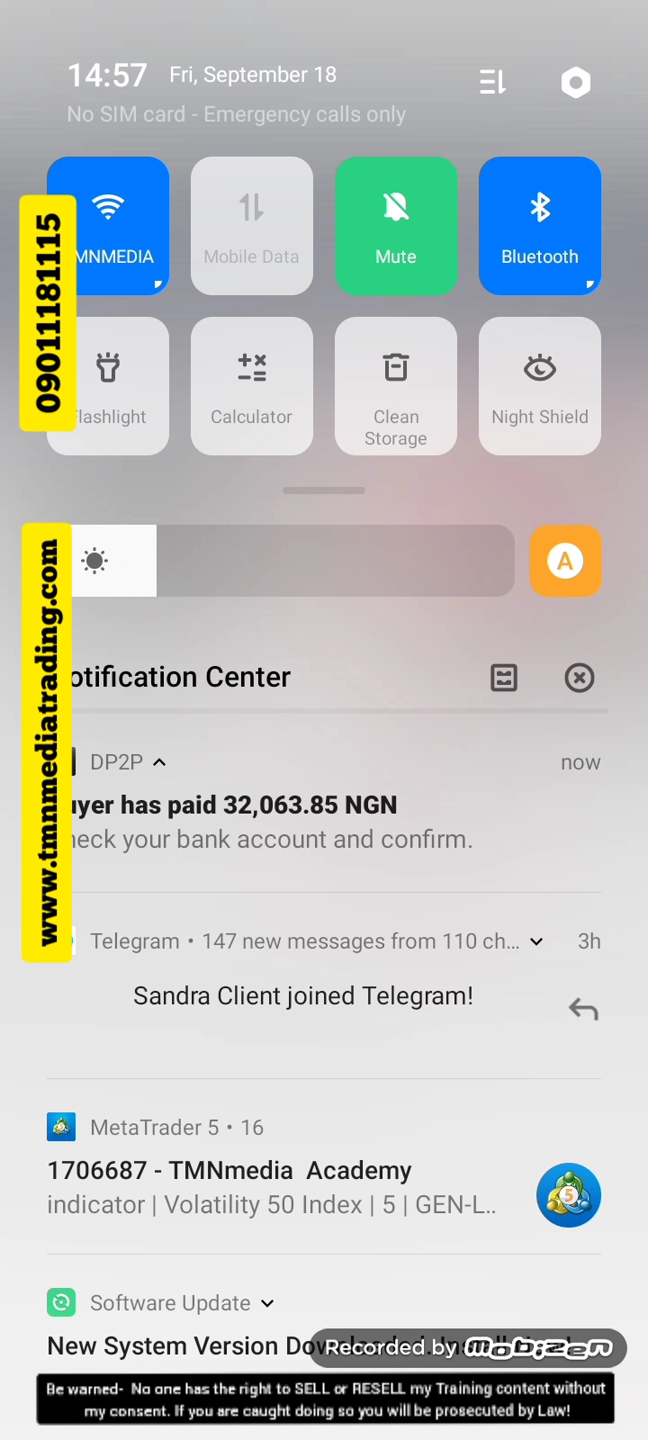 14:57 Fri, September 18
No SIM card - Emergency calls only
MNMEDIA
Mobile Data
Mute
Bluetooth
09011181115
lashlight
Calculator
Clean
Storage
Night Shield
A
www.tmnmediatrading.com
otification Center
DP2P now
uyer has paid 32,063.85 NGN
heck your bank account and confirm.
Telegram • 147 new messages from 110 ch... 3h
Sandra Client joined Telegram!
MetaTrader 5 • 16
1706687 - TMNmedia Academy
indicator | Volatility 50 Index | 5 | GEN-L..
5
Software Update
New System Version Downloaded. Install
Recorded by mobizen
Be warned- No one has the right to SELL or RESELL my Training content without
my consent. If you are caught doing so you will be prosecuted by Law!